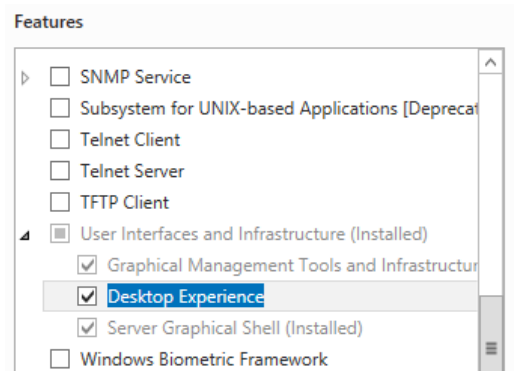 Features
SNMP Service
Subsystem for UNIX-based Applications [Deprecat
Telnet Client
Telnet Server
TFTP Client
User Interfaces and Infrastructure (Installed)
Graphical Management Tools and Infrastructur
Desktop Experience
Server Graphical Shell (Installed)
Windows Biometric Framework